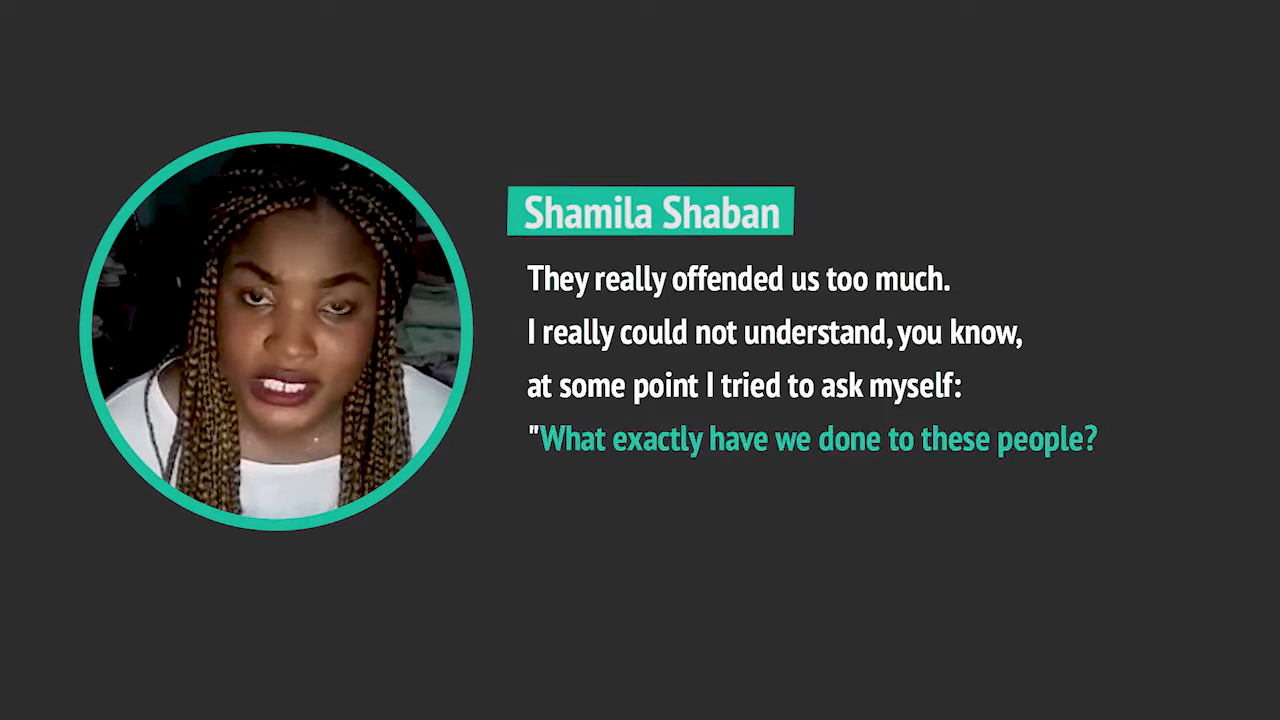 Shamila Shaban
They really offended us too much.
I really could not understand, you know,
at some point I tried to ask myself:
"What exactly have we done to these people?